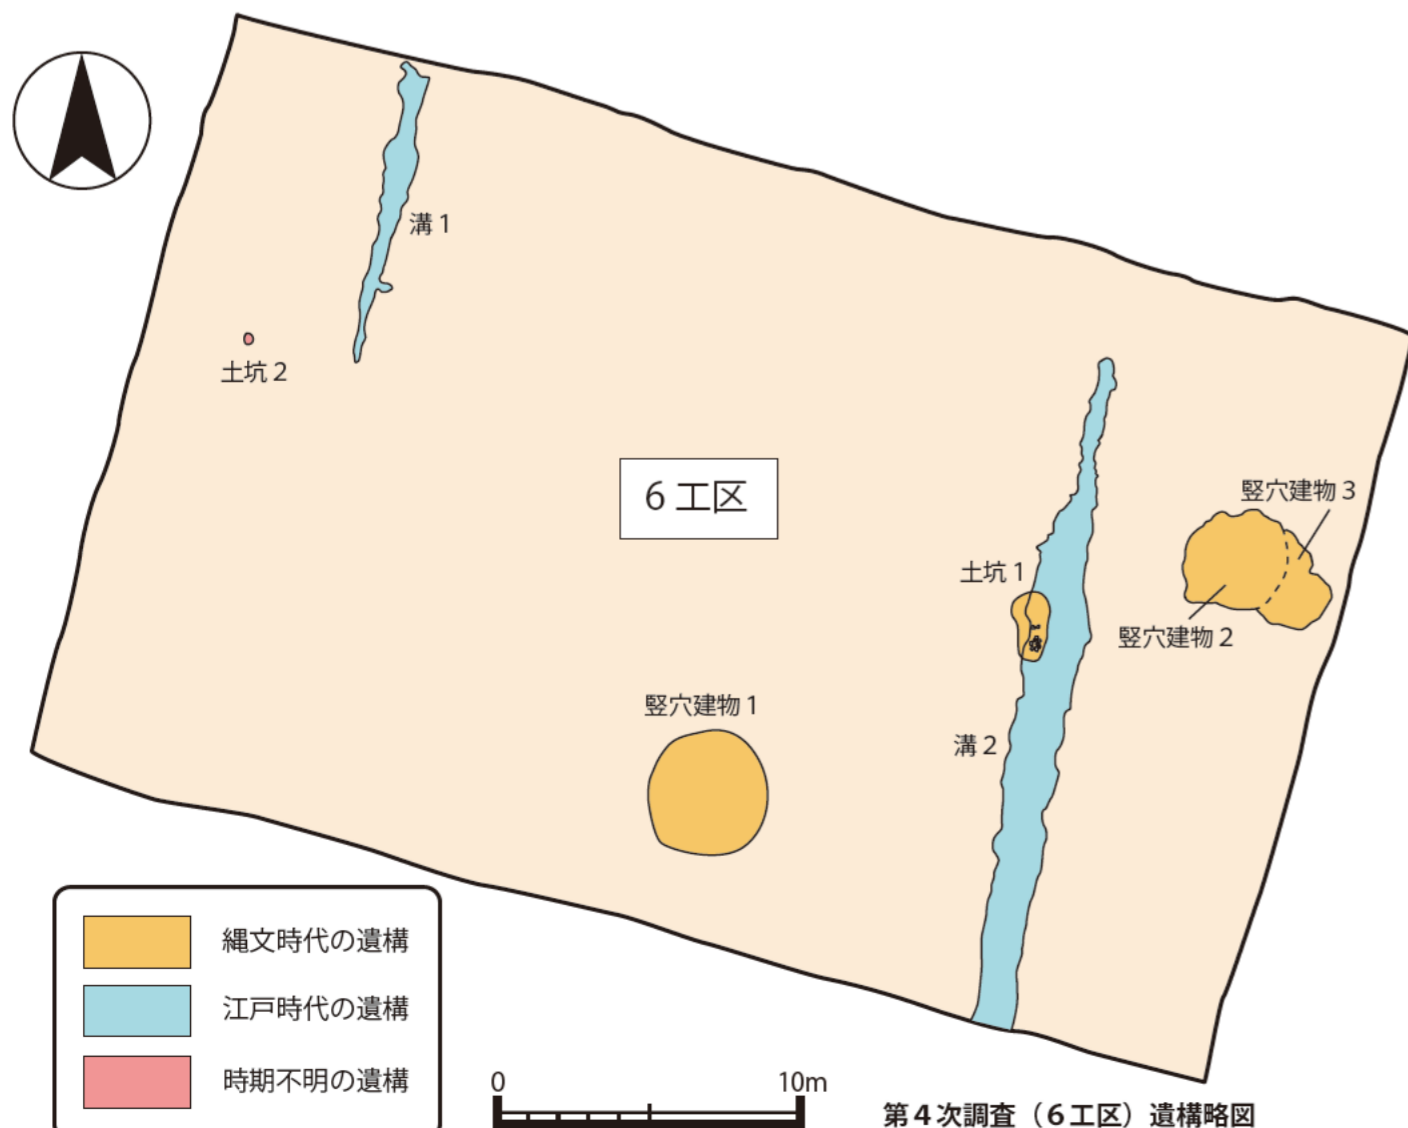 溝１
土坑２
６工区
竪穴建物３
土坑１
竪穴建物２
竪穴建物１
溝２
縄文時代の遺構
江戸時代の遺構
時期不明の遺構
0 10m
第４次調査（６工区）遺構略図